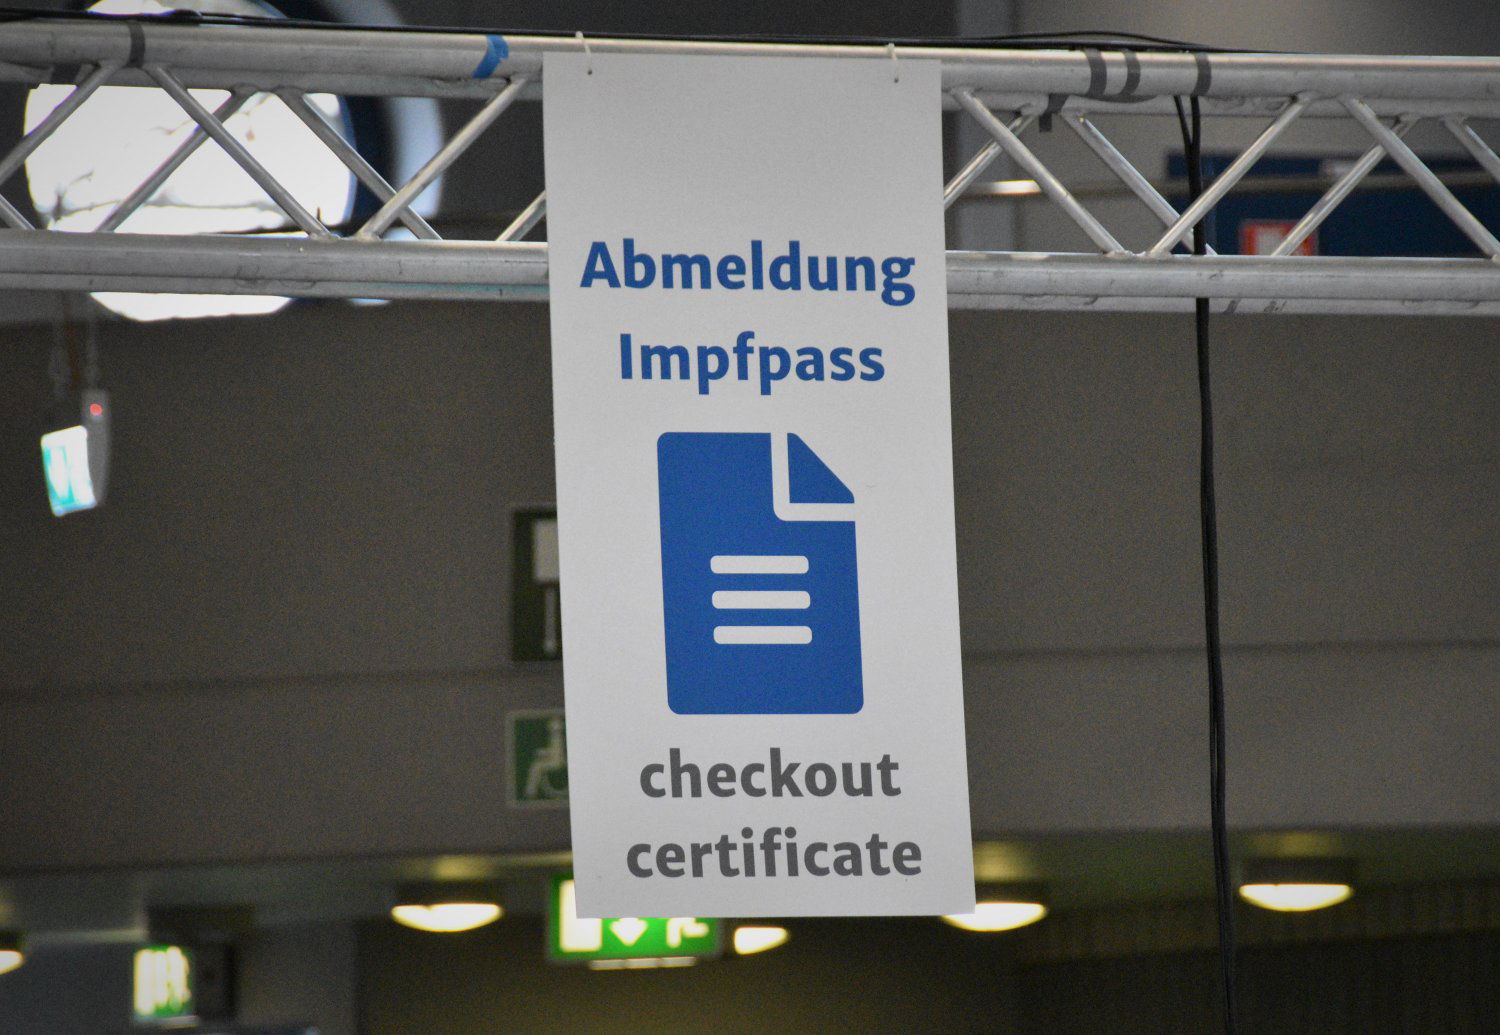 Abmeldung
Impfpass
checkout
certificate